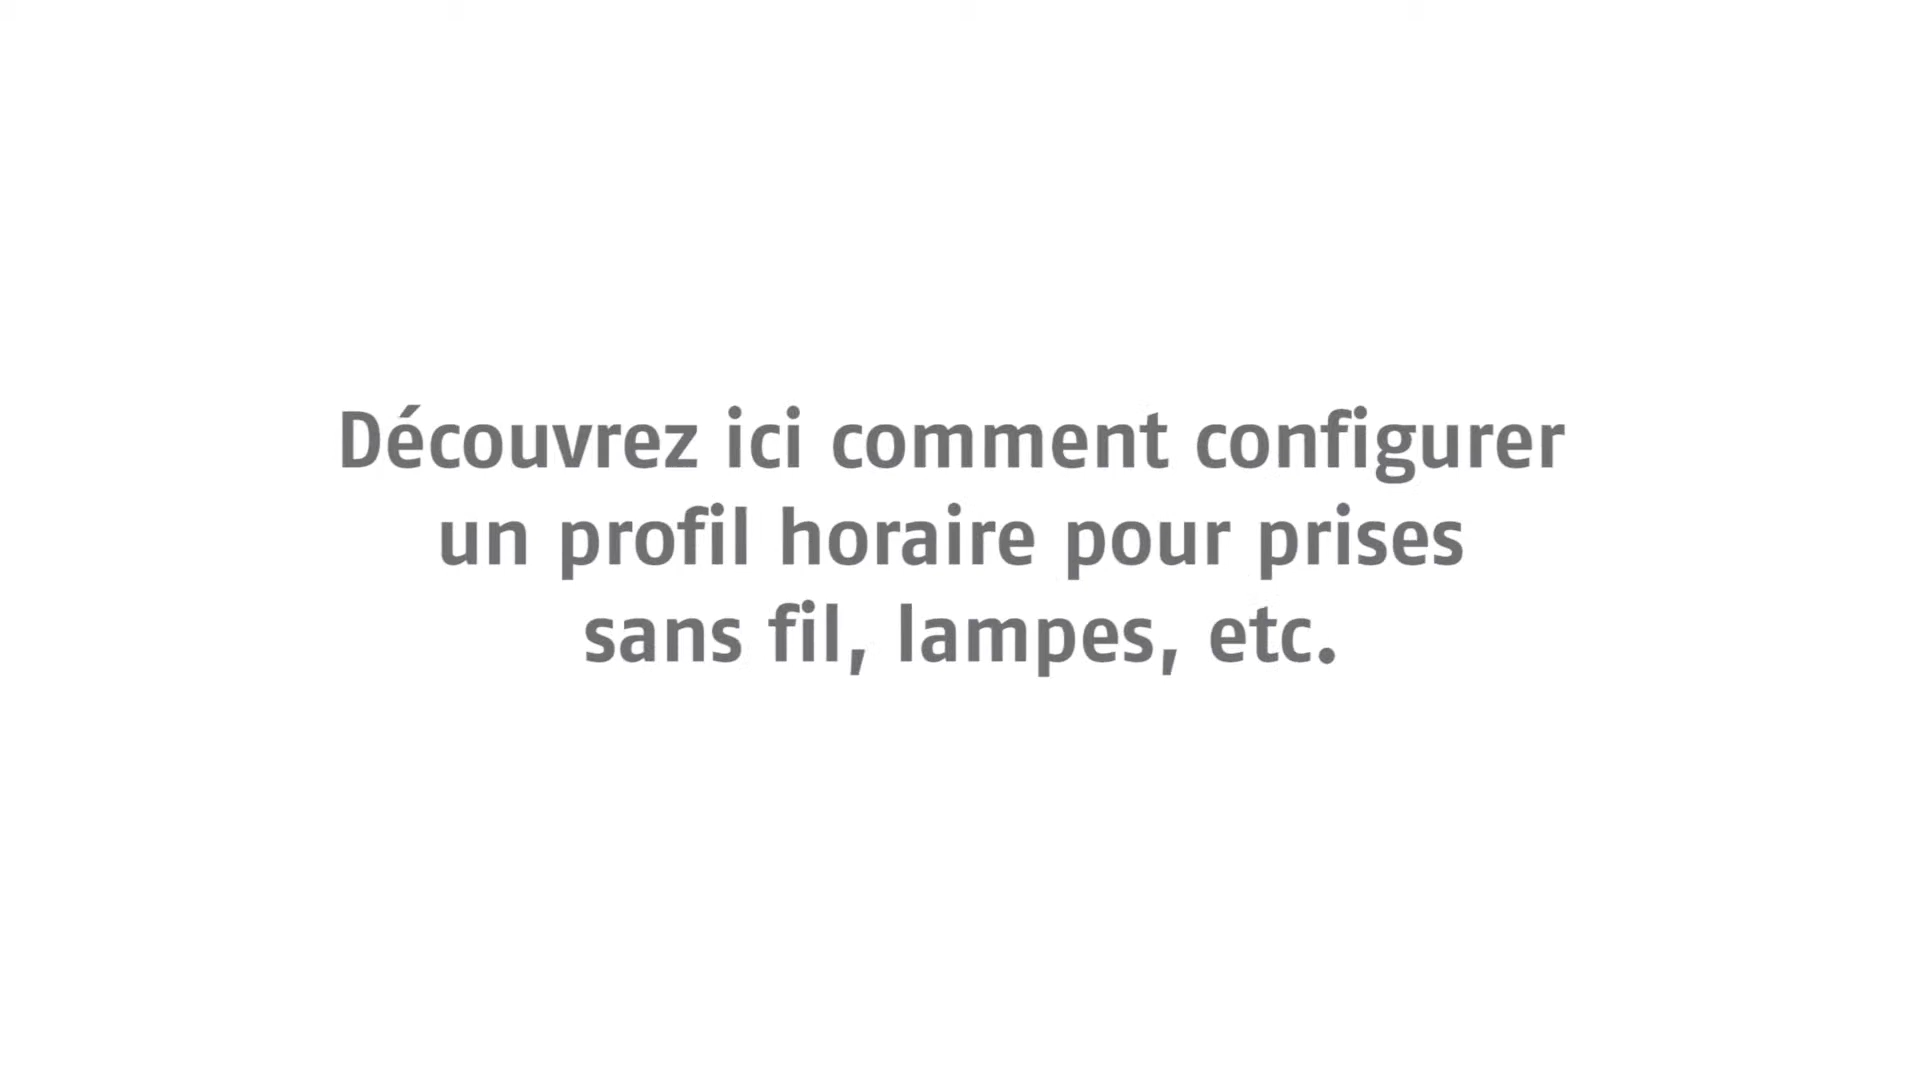 Découvrez ici comment configurer
un profil horaire pour prises
sans fil, lampes, etc.